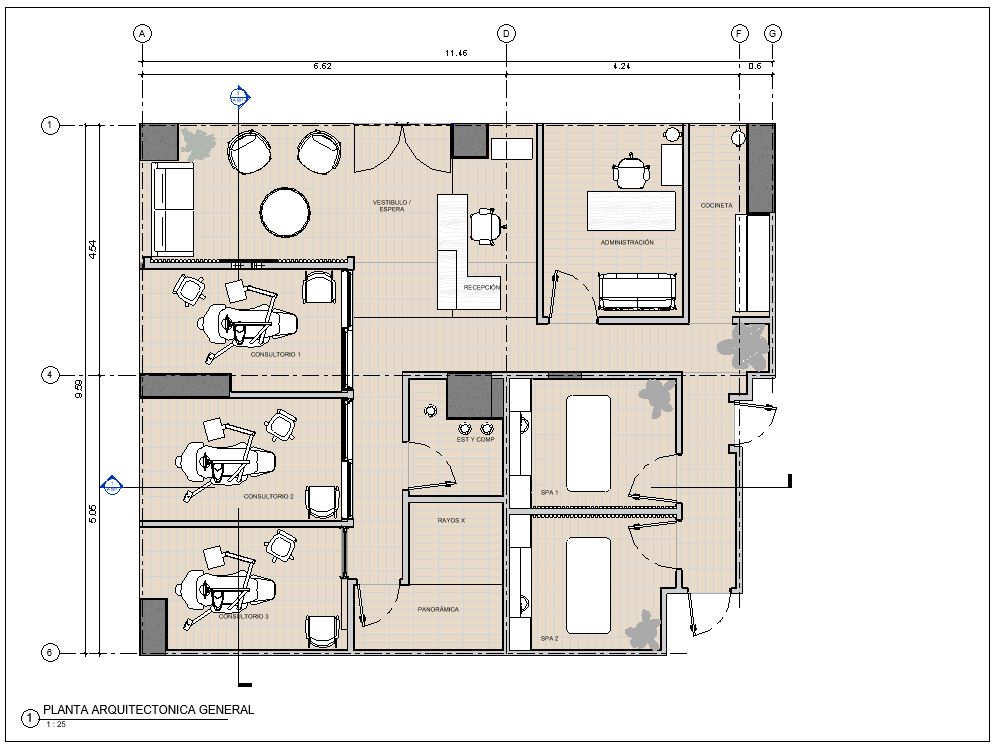 A
D
F
G
11.46
6.62
4.24
0.6
1
VESTIBULO /
ESPERA
COCINETA
ADMINISTRACIÓN
4.54
RECEPCIÓN
CONSULTORIO 1
4
9.59
EST Y COMP
CONSULTORIO 2
SPA 1
5.05
RAYOS X
PANORÁMICA
CONSULTORIO 3
SPA 2
6
1
PLANTA ARQUITECTONICA GENERAL
1 : 25